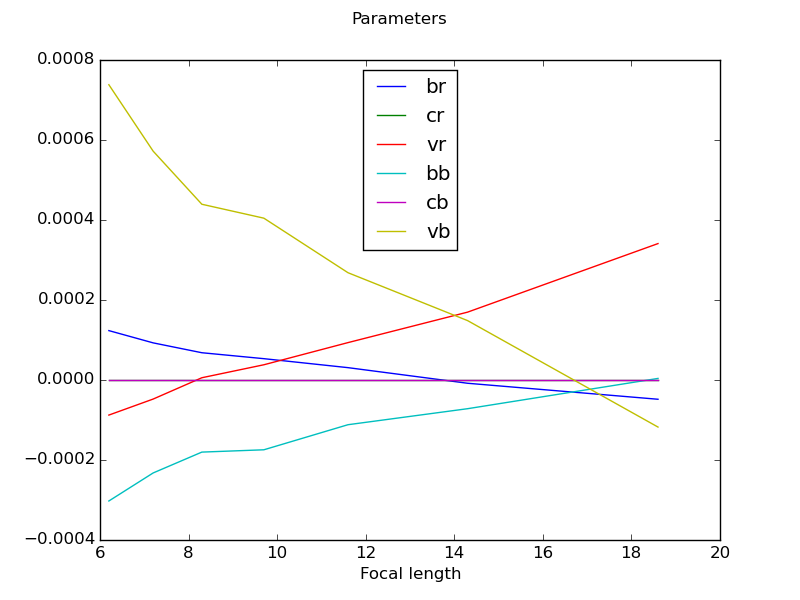 Parameters
0.0008
0.0006
0.0004
0.0002
0.0000
−0.0002
−0.0004
br
cr
vr
bb
cb
vb
6 8 10 12 14 16 18 20
Focal length